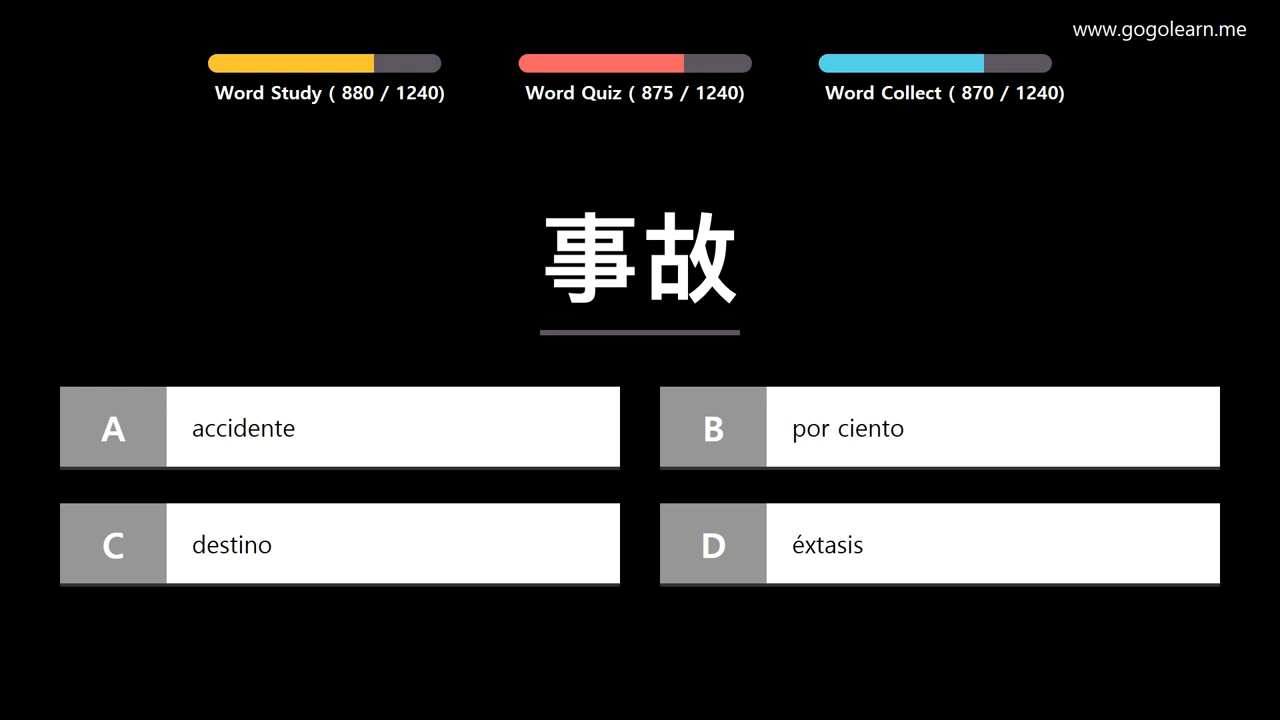 www.gogolearn.me
Word Study ( 880 / 1240)
Word Quiz ( 875 / 1240)
Word Collect ( 870 / 1240)
事故
A accidente
B por ciento
C destino
D éxtasis